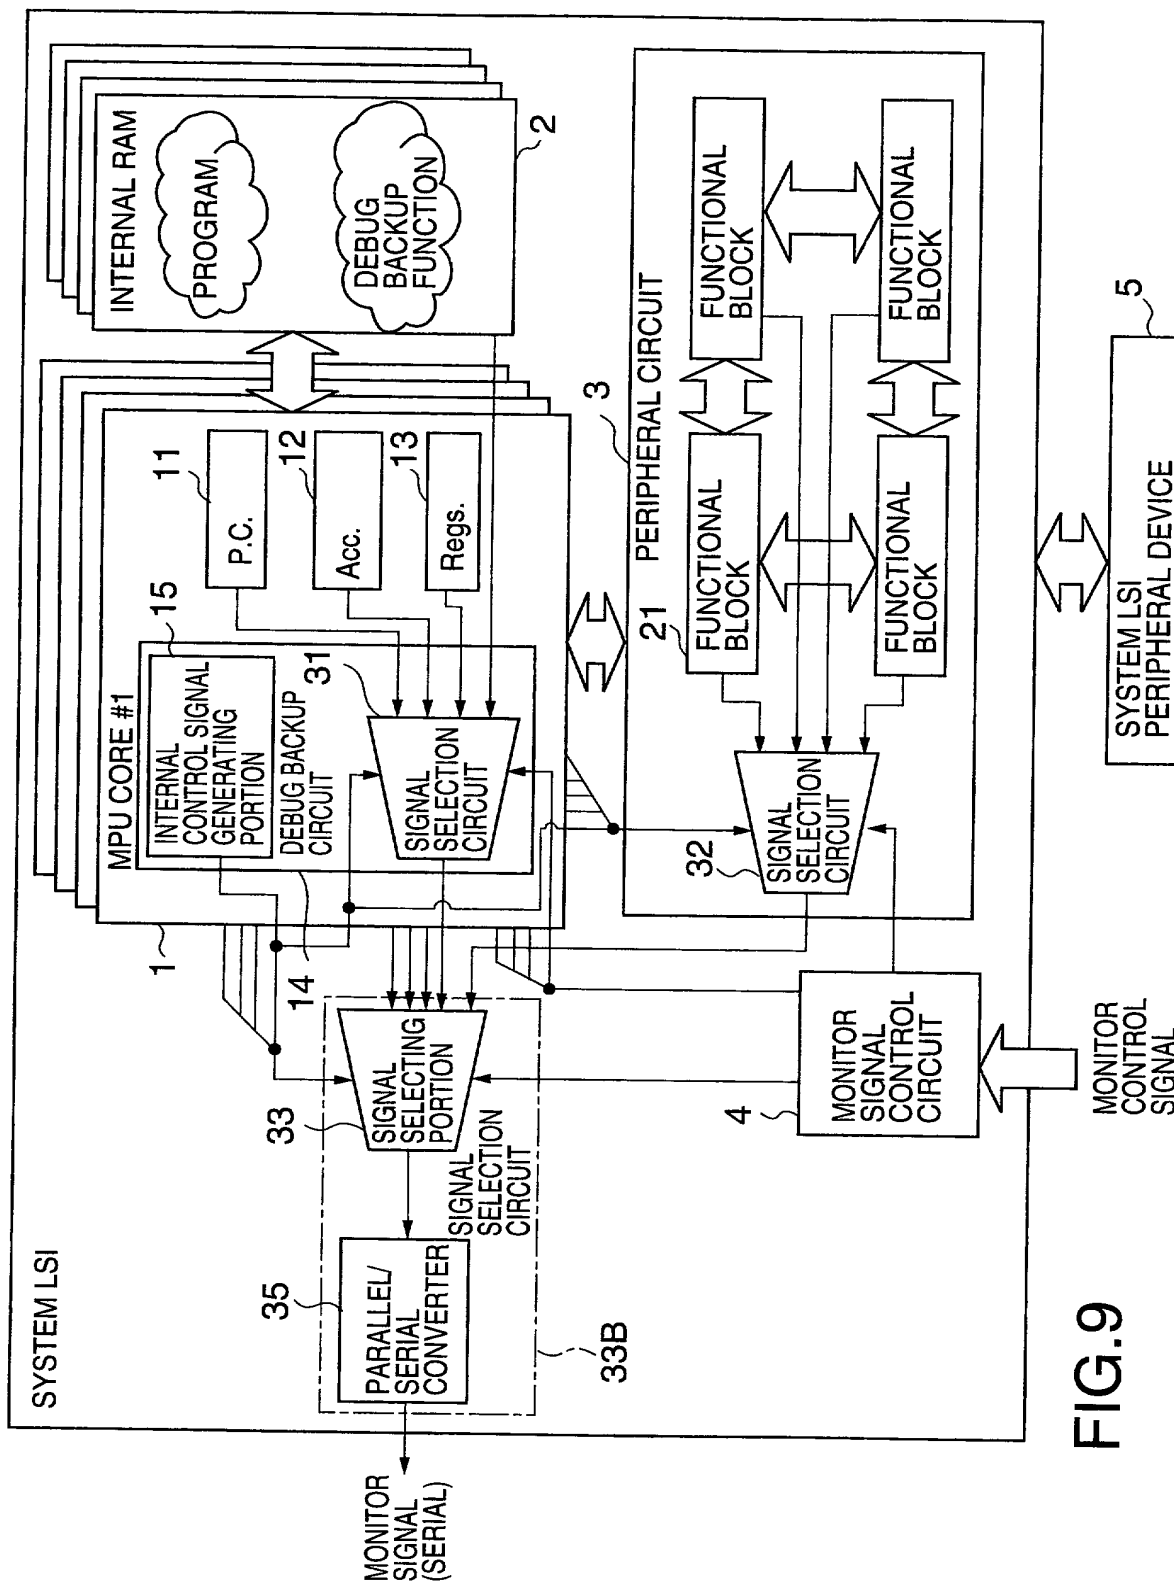 SYSTEM LSI
MPU CORE #1
INTERNAL
CONTROL SIGNAL
GENERATING
PORTION
15
DEBUG BACKUP
CIRCUIT
SIGNAL
SELECTION
CIRCUIT
31
P.C.
11
Acc.
12
Regs.
13
1
14
INTERNAL RAM
PROGRAM
DEBUG
BACKUP
FUNCTION
2
MONITOR
SIGNAL
(SERIAL)
35
PARALLEL/
SERIAL
CONVERTER
33
SIGNAL
SELECTING
PORTION
SIGNAL
SELECTION
CIRCUIT
33B
3
PERIPHERAL CIRCUIT
32
SIGNAL
SELECTION
CIRCUIT
21
FUNCTIONAL
BLOCK
FUNCTIONAL
BLOCK
FUNCTIONAL
BLOCK
FUNCTIONAL
BLOCK
4
MONITOR
SIGNAL
CONTROL
CIRCUIT
MONITOR
CONTROL
SIGNAL
5
SYSTEM LSI
PERIPHERAL DEVICE
FIG.9